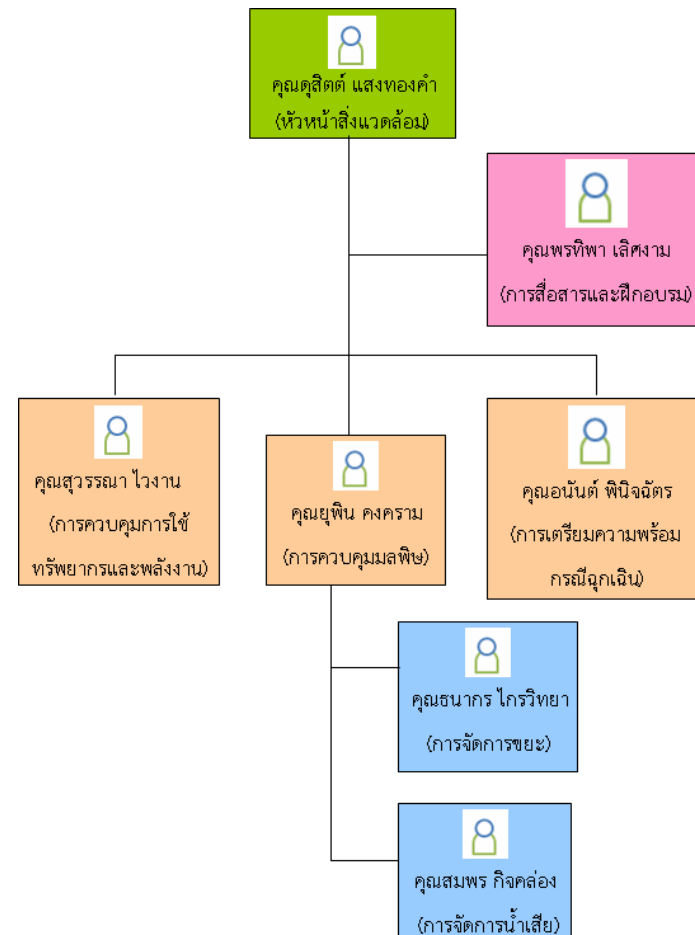 คุณดุสิตต์ แสงทองคำ
(หัวหน้าสิ่งแวดล้อม)
คุณพรทิพา เลิศงาม
(การสื่อสารและฝึกอบรม)
คุณสุวรรณา ไวงาน
(การควบคุมการใช้
ทรัพยากรและพลังงาน)
คุณยุพิน คงคราม
(การควบคุมมลพิษ)
คุณอนันต์ พินิจฉัตร
(การเตรียมความพร้อม
กรณีฉุกเฉิน)
คุณธนากร ไกรวิทยา
(การจัดการขยะ)
คุณสมพร กิจคล่อง
(การจัดการน้ำเสีย)